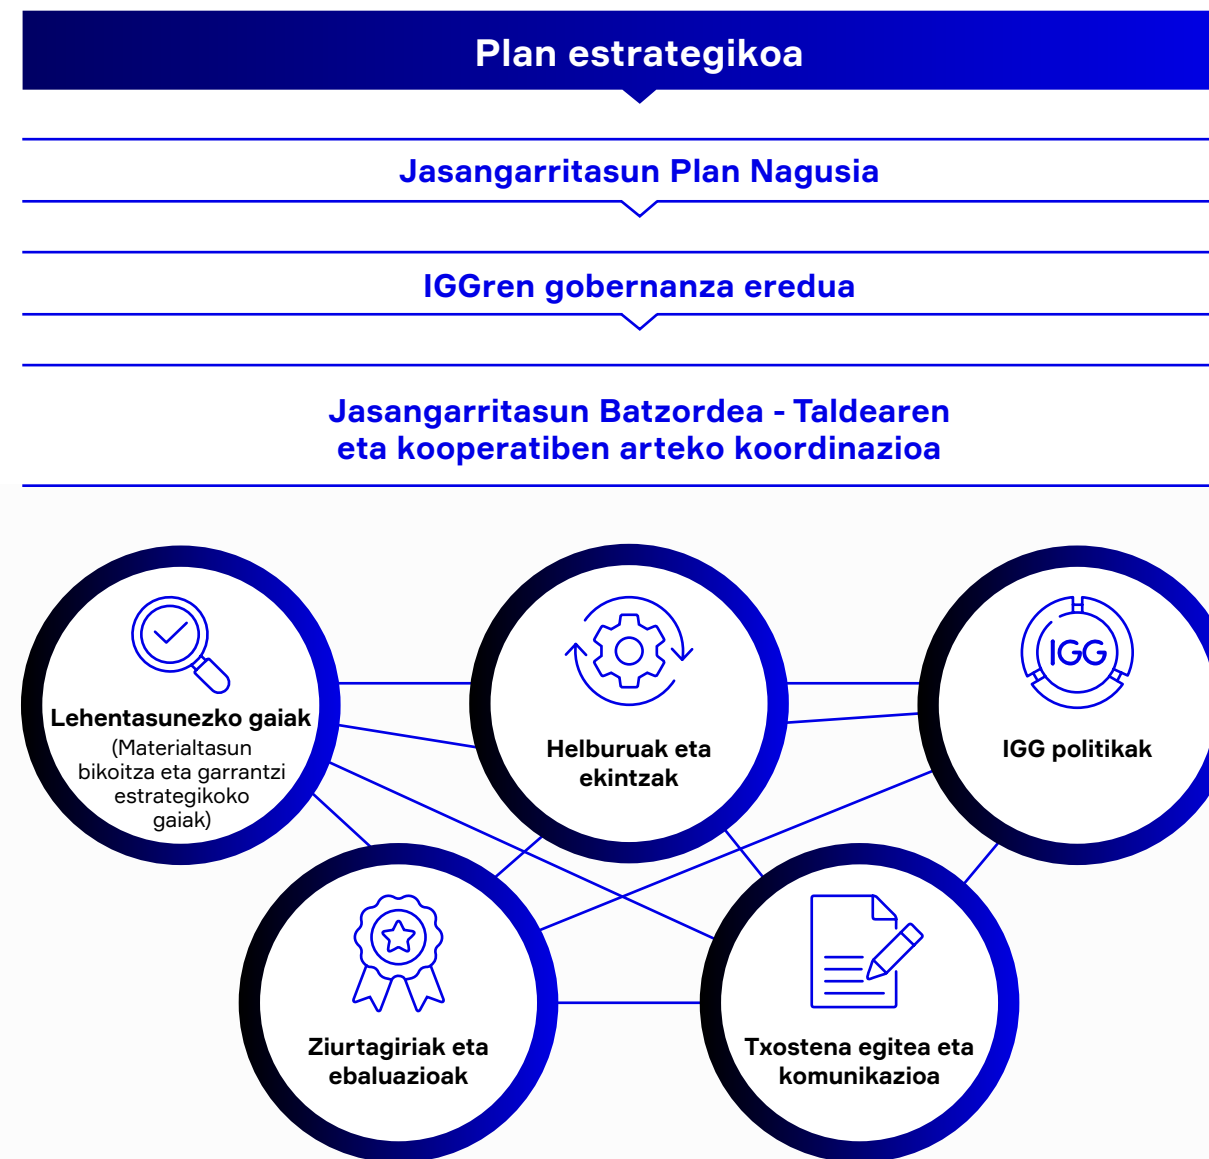 Plan estrategikoa
Jasangarritasun Plan Nagusia
IGGren gobernanza eredua
Jasangarritasun Batzordea - Taldearen
eta kooperatiben arteko koordinazioa
Lehentasunezko gaiak
(Materialtasun
bikoitza eta garrantzi
estrategikoko
gaiak)
Helburuak eta
ekintzak
IGG
IGG politikak
Ziurtagiriak eta
ebaluazioak
Txostena egitea eta
komunikazioa